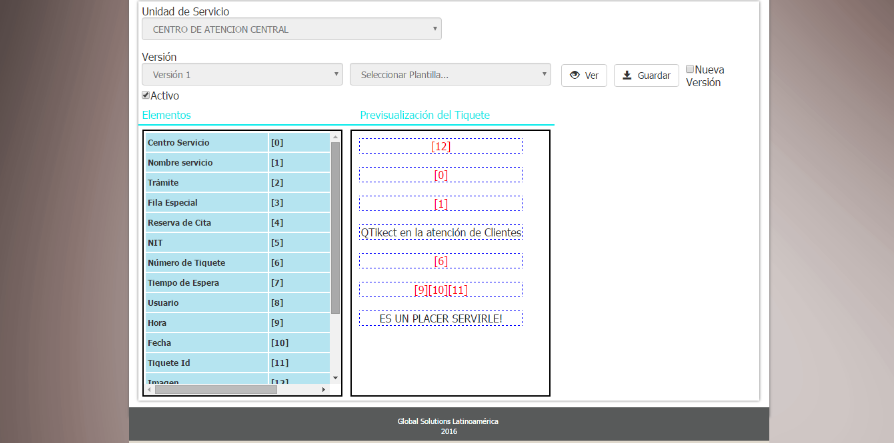 Unidad de Servicio
CENTRO DE ATENCION CENTRAL
Versión
Versión 1
Seleccionar Plantilla...
Ver
Guardar
Nueva
Versión
Activo
Elementos
Previsualización del Tiquete
Centro Servicio [0]
Nombre servicio [1]
Trámite [2]
Fila Especial [3]
Reserva de Cita [4]
NIT [5]
Número de Tiquete [6]
Tiempo de Espera [7]
Usuario [8]
Hora [9]
Fecha [10]
Tiquete Id [11]
Imagen [12]
[12]
[0]
[1]
QTikect en la atención de Clientes
[6]
[9][10][11]
ES UN PLACER SERVIRLE!
Global Solutions Latinoamérica
2016